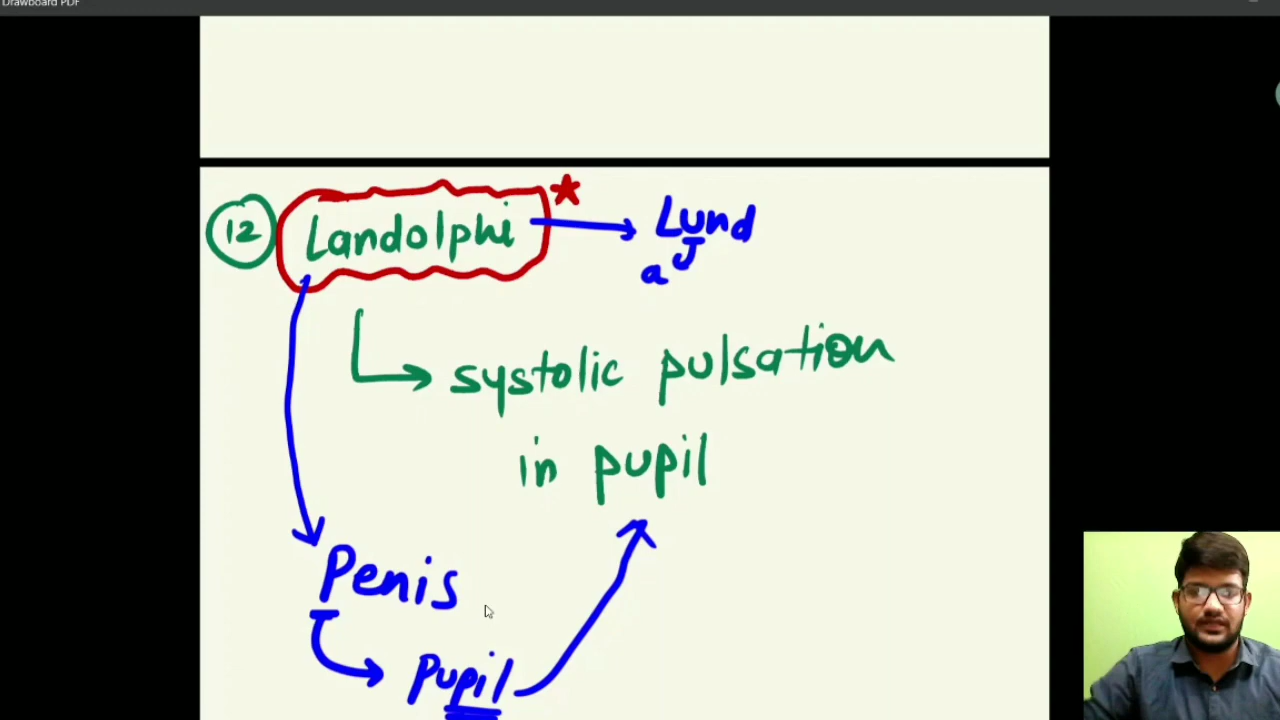 Drawboard PDF
12 Landolphi * Lund
a
systolic pulsation
in pupil
Penis
pupil